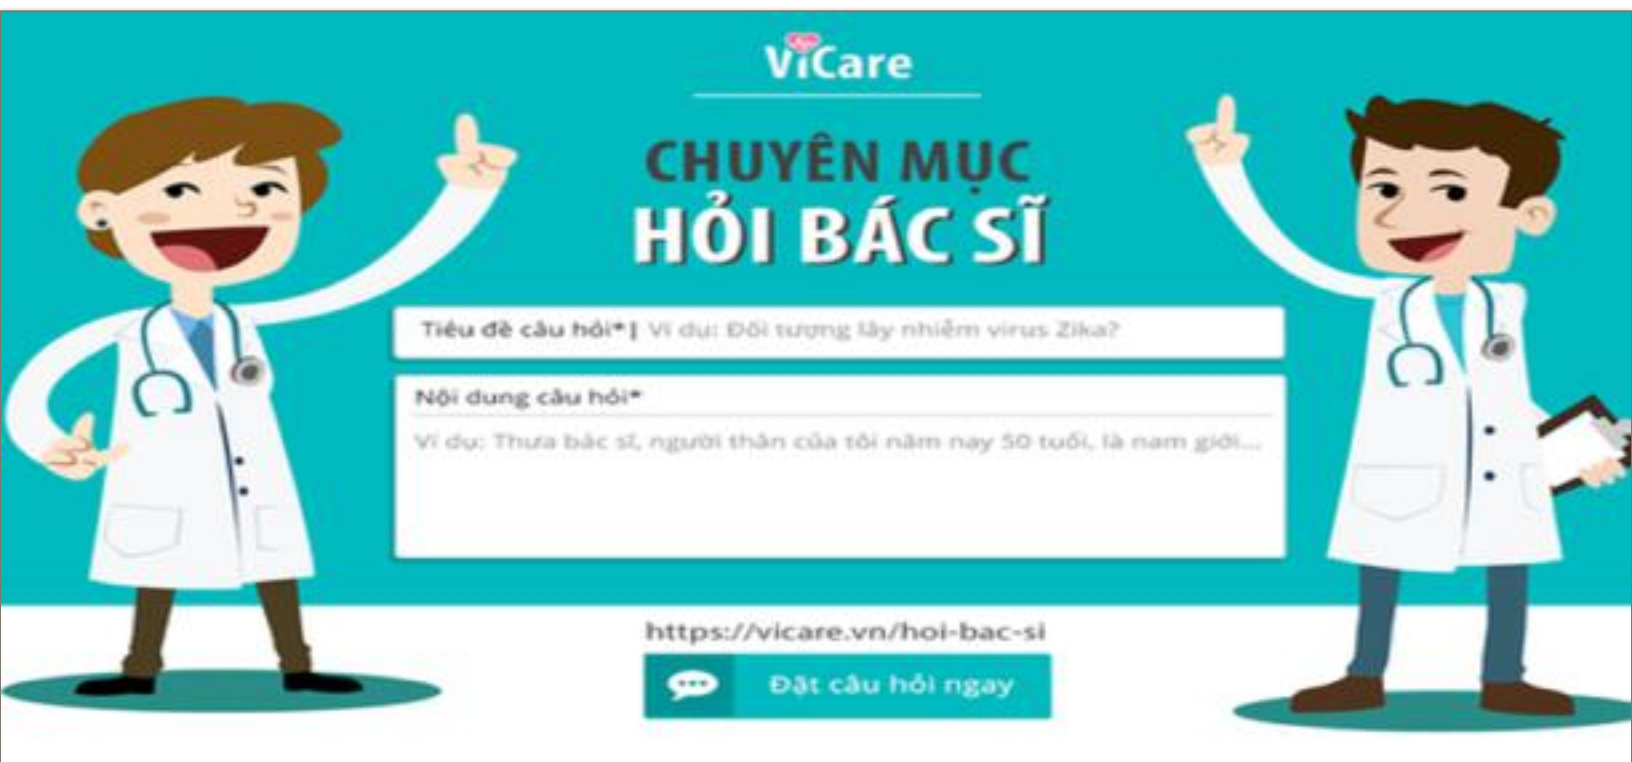 ViCare
CHUYÊN MỤC
HỎI BÁC SĨ
Tiêu đề câu hỏi*| Ví dụ: Đối tượng lây nhiễm virus Zika?
Nội dung câu hỏi*
Ví dụ: Thưa bác sĩ, người thân của tôi năm nay 50 tuổi, là nam giới...
https://vicare.vn/hoi-bac-si
Đặt câu hỏi ngay